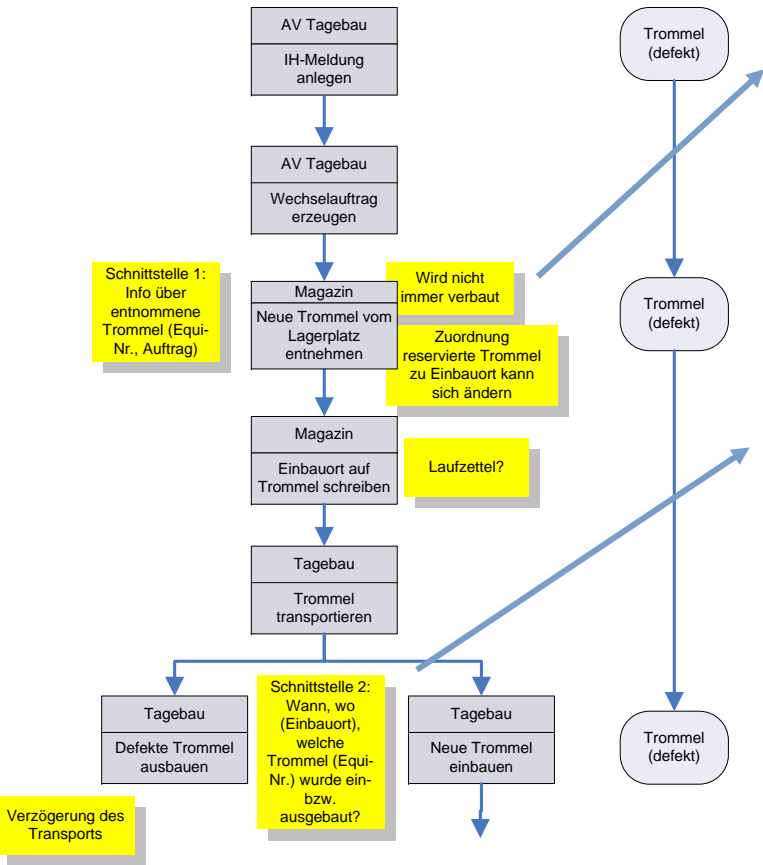 AV Tagebau
IH-Meldung
anlegen
Trommel
(defekt)
AV Tagebau
Wechselauftrag
erzeugen
Schnittstelle 1:
Info über
entnommene
Trommel (Equi-
Nr., Auftrag)
Magazin
Neue Trommel vom
Lagerplatz
entnehmen
Wird nicht
immer verbaut
Zuordnung
reservierte Trommel
zu Einbauort kann
sich ändern
Trommel
(defekt)
Magazin
Einbauort auf
Trommel schreiben
Laufzettel?
Tagebau
Trommel
transportieren
Tagebau
Defekte Trommel
ausbauen
Schnittstelle 2:
Wann, wo
(Einbauort),
welche
Trommel (Equi-
Nr.) wurde ein-
bzw.
ausgebaut?
Tagebau
Neue Trommel
einbauen
Trommel
(defekt)
Verzögerung des
Transports